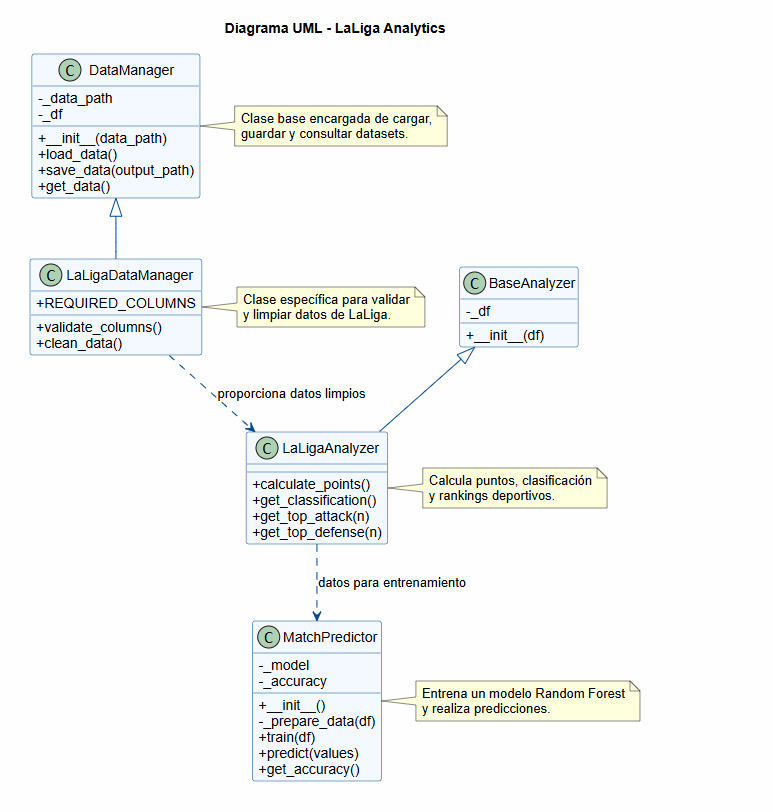 Diagrama UML - LaLiga Analytics
C DataManager
-_data_path
-_df
+__init__(data_path)
+load_data()
+save_data(output_path)
+get_data()
Clase base encargada de cargar,
guardar y consultar datasets.
C LaLigaDataManager
+REQUIRED_COLUMNS
+validate_columns()
+clean_data()
Clase específica para validar
y limpiar datos de LaLiga.
C BaseAnalyzer
-_df
+__init__(df)
proporciona datos limpios
C LaLigaAnalyzer
+calculate_points()
+get_classification()
+get_top_attack(n)
+get_top_defense(n)
Calcula puntos, clasificación
y rankings deportivos.
datos para entrenamiento
C MatchPredictor
-_model
-_accuracy
+__init__()
-_prepare_data(df)
+train(df)
+predict(values)
+get_accuracy()
Entrena un modelo Random Forest
y realiza predicciones.